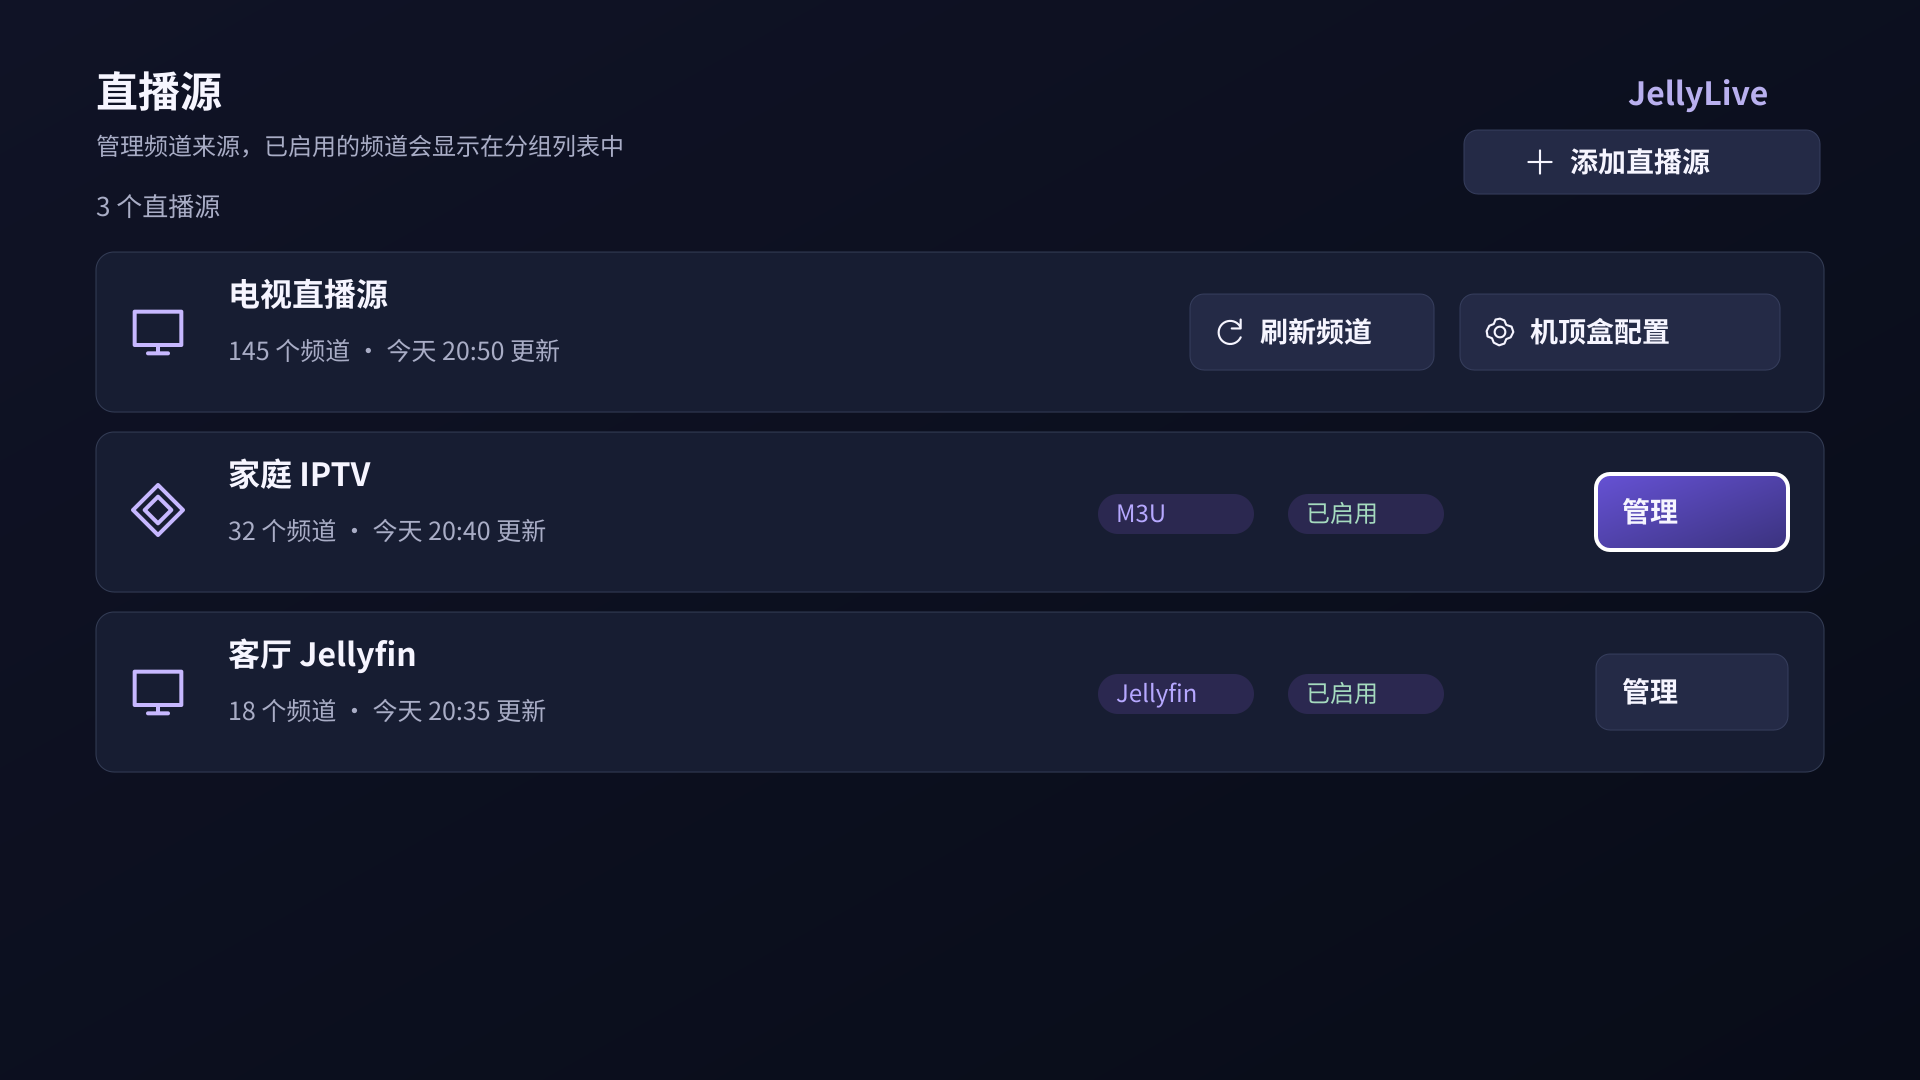 直播源
JellyLive
管理频道来源，已启用的频道会显示在分组列表中
添加直播源
3 个直播源
电视直播源
145 个频道 · 今天 20:50 更新
刷新频道
机顶盒配置
家庭 IPTV
32 个频道 · 今天 20:40 更新
M3U
已启用
管理
客厅 Jellyfin
18 个频道 · 今天 20:35 更新
Jellyfin
已启用
管理